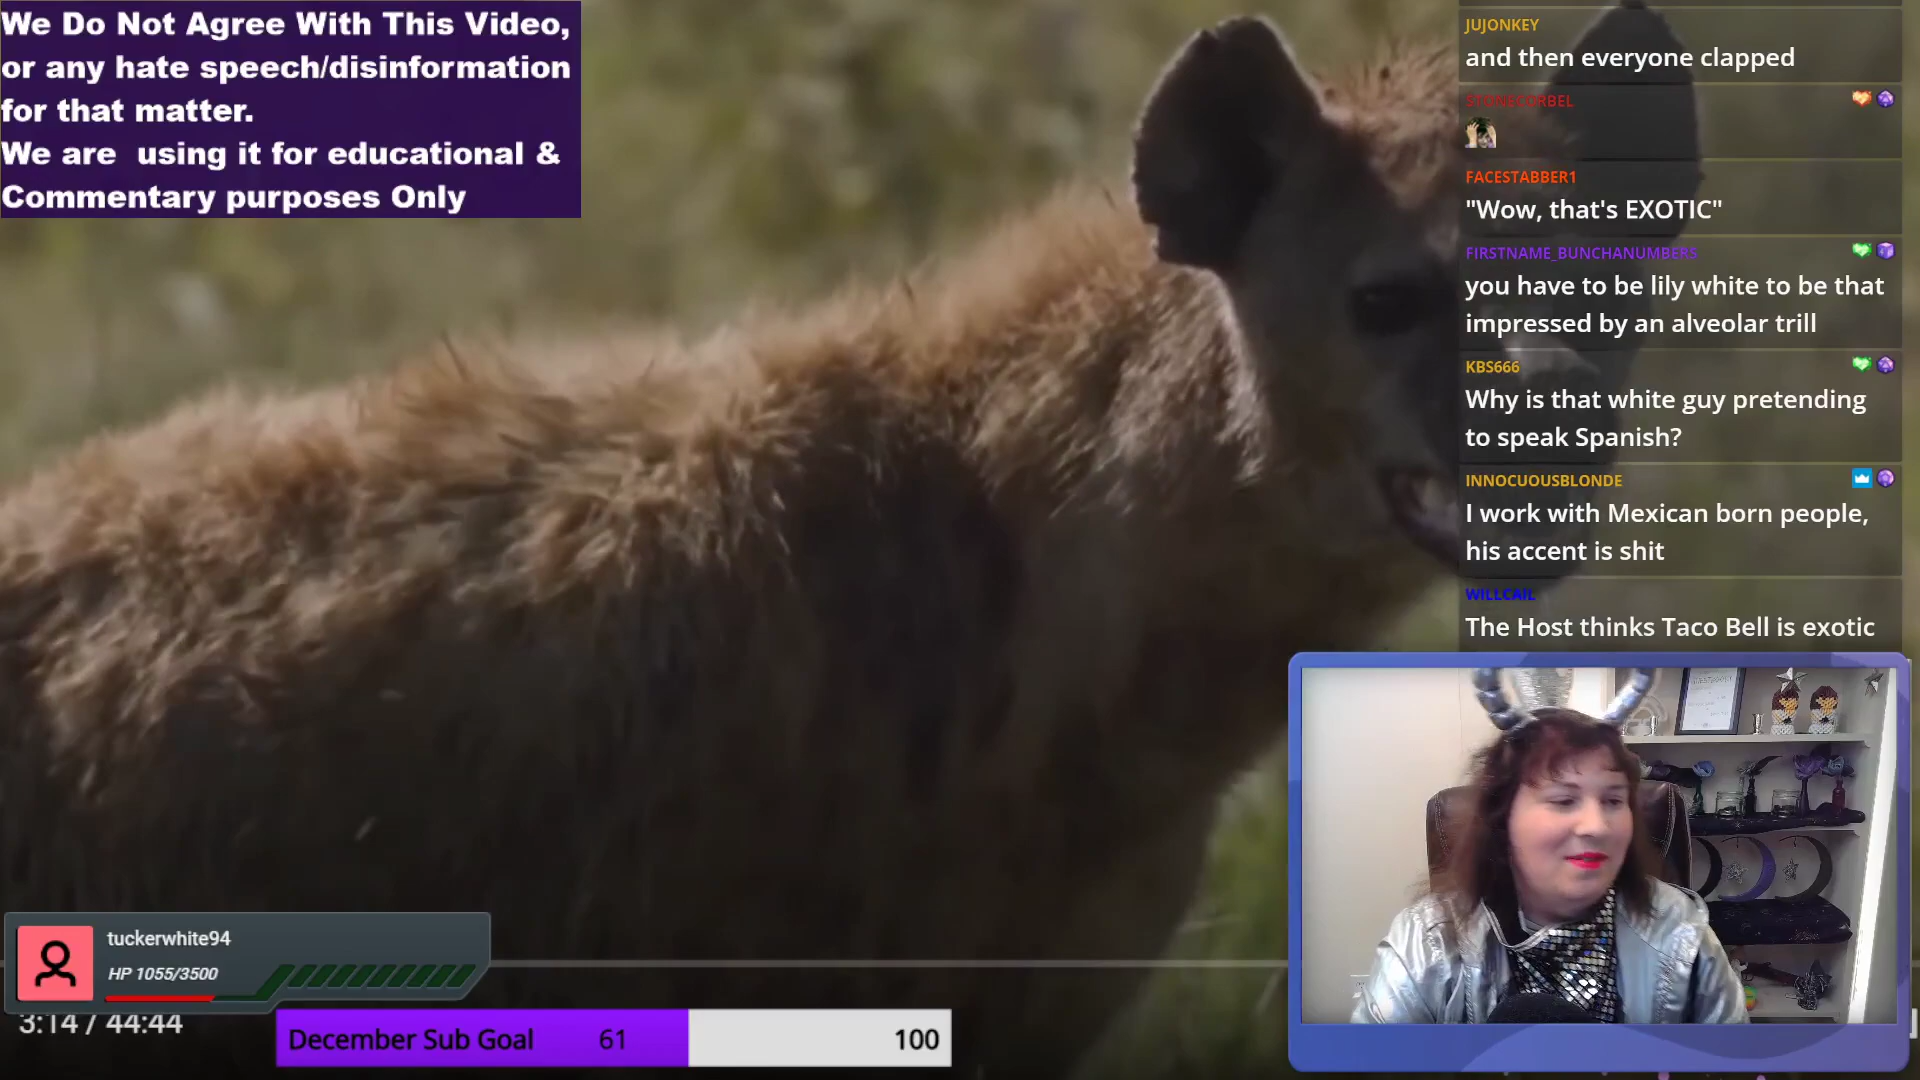 We Do Not Agree With This Video,
or any hate speech/disinformation
for that matter.
We are using it for educational &
Commentary purposes Only
JUJONKEY
and then everyone clapped
STONECORBEL
FACESTABBER1
"Wow, that's EXOTIC"
FIRSTNAME_BUNCHANUMBERS
you have to be lily white to be that
impressed by an alveolar trill
KBS666
Why is that white guy pretending
to speak Spanish?
INNOCUOUSBLONDE
I work with Mexican born people,
his accent is shit
WILLCAIL
The Host thinks Taco Bell is exotic
tuckerwhite94
HP 1055/3500
3:14 / 44:44
December Sub Goal 61 100